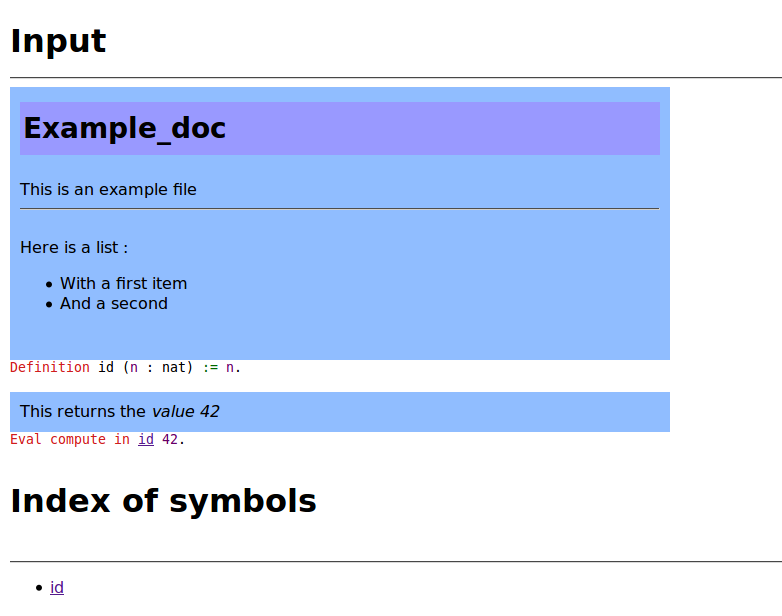 Input
Example_doc
This is an example file
Here is a list :
With a first item
And a second
Definition id (n : nat) := n.
This returns the value 42
Eval compute in id 42.
Index of symbols
id